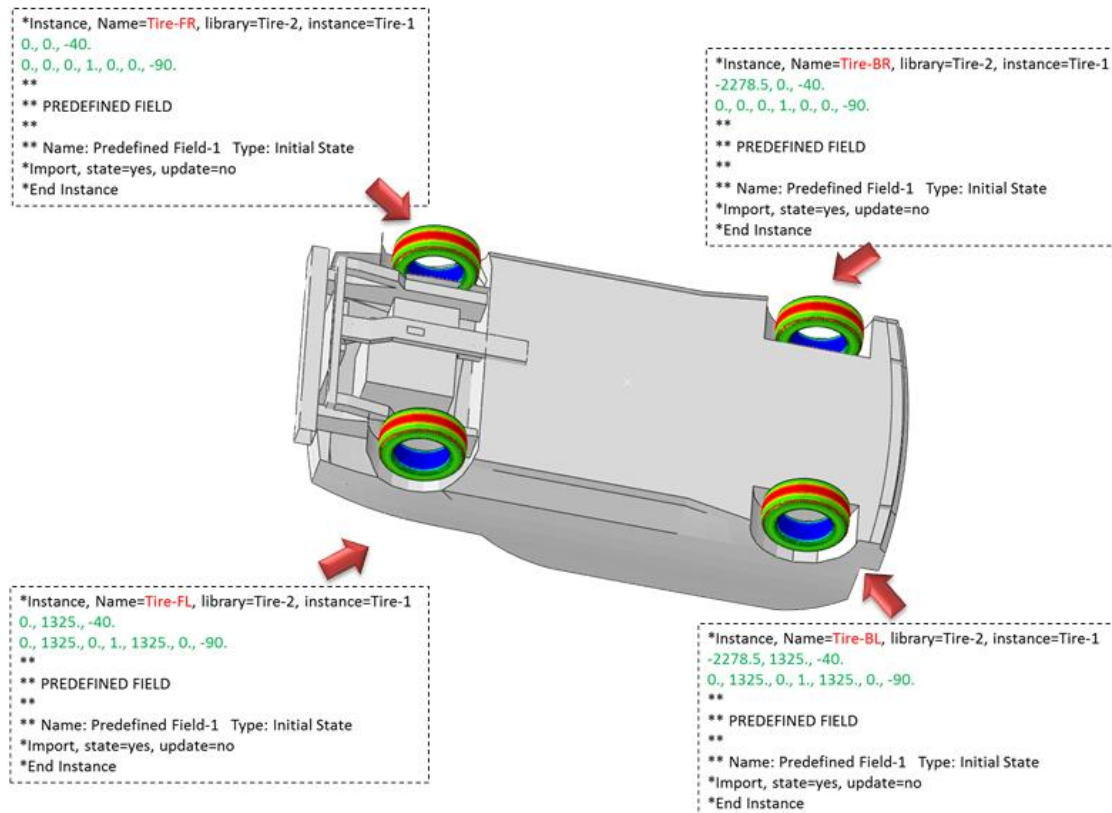 *Instance, Name=Tire-FR, library=Tire-2, instance=Tire-1
0., 0., -40.
0., 0., 0., 1., 0., 0., -90.
**
** PREDEFINED FIELD
**
** Name: Predefined Field-1 Type: Initial State
*Import, state=yes, update=no
*End Instance
*Instance, Name=Tire-BR, library=Tire-2, instance=Tire-1
-2278.5, 0., -40.
0., 0., 0., 1., 0., 0., -90.
**
** PREDEFINED FIELD
**
** Name: Predefined Field-1 Type: Initial State
*Import, state=yes, update=no
*End Instance
*Instance, Name=Tire-FL, library=Tire-2, instance=Tire-1
0., 1325., -40.
0., 1325., 0., 1., 1325., 0., -90.
**
** PREDEFINED FIELD
**
** Name: Predefined Field-1 Type: Initial State
*Import, state=yes, update=no
*End Instance
*Instance, Name=Tire-BL, library=Tire-2, instance=Tire-1
-2278.5, 1325., -40.
0., 1325., 0., 1., 1325., 0., -90.
**
** PREDEFINED FIELD
**
** Name: Predefined Field-1 Type: Initial State
*Import, state=yes, update=no
*End Instance